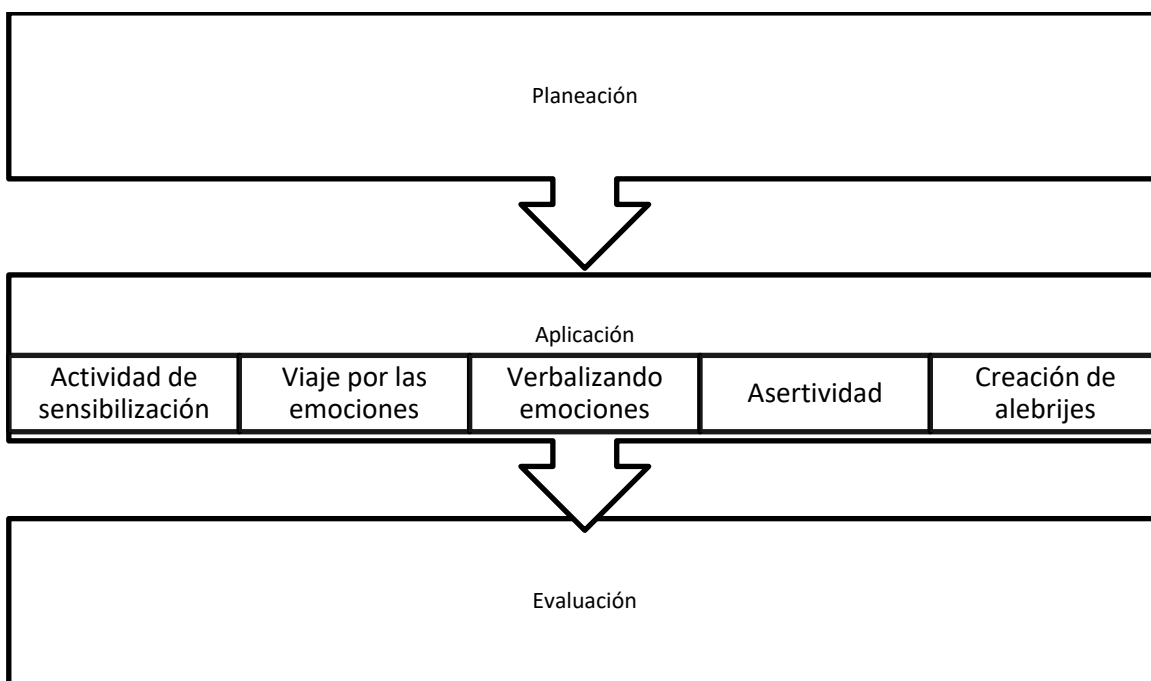 Planeación
Aplicación
Actividad de
sensibilización
Viaje por las
emociones
Verbalizando
emociones
Asertividad
Creación de
alebrijes
Evaluación